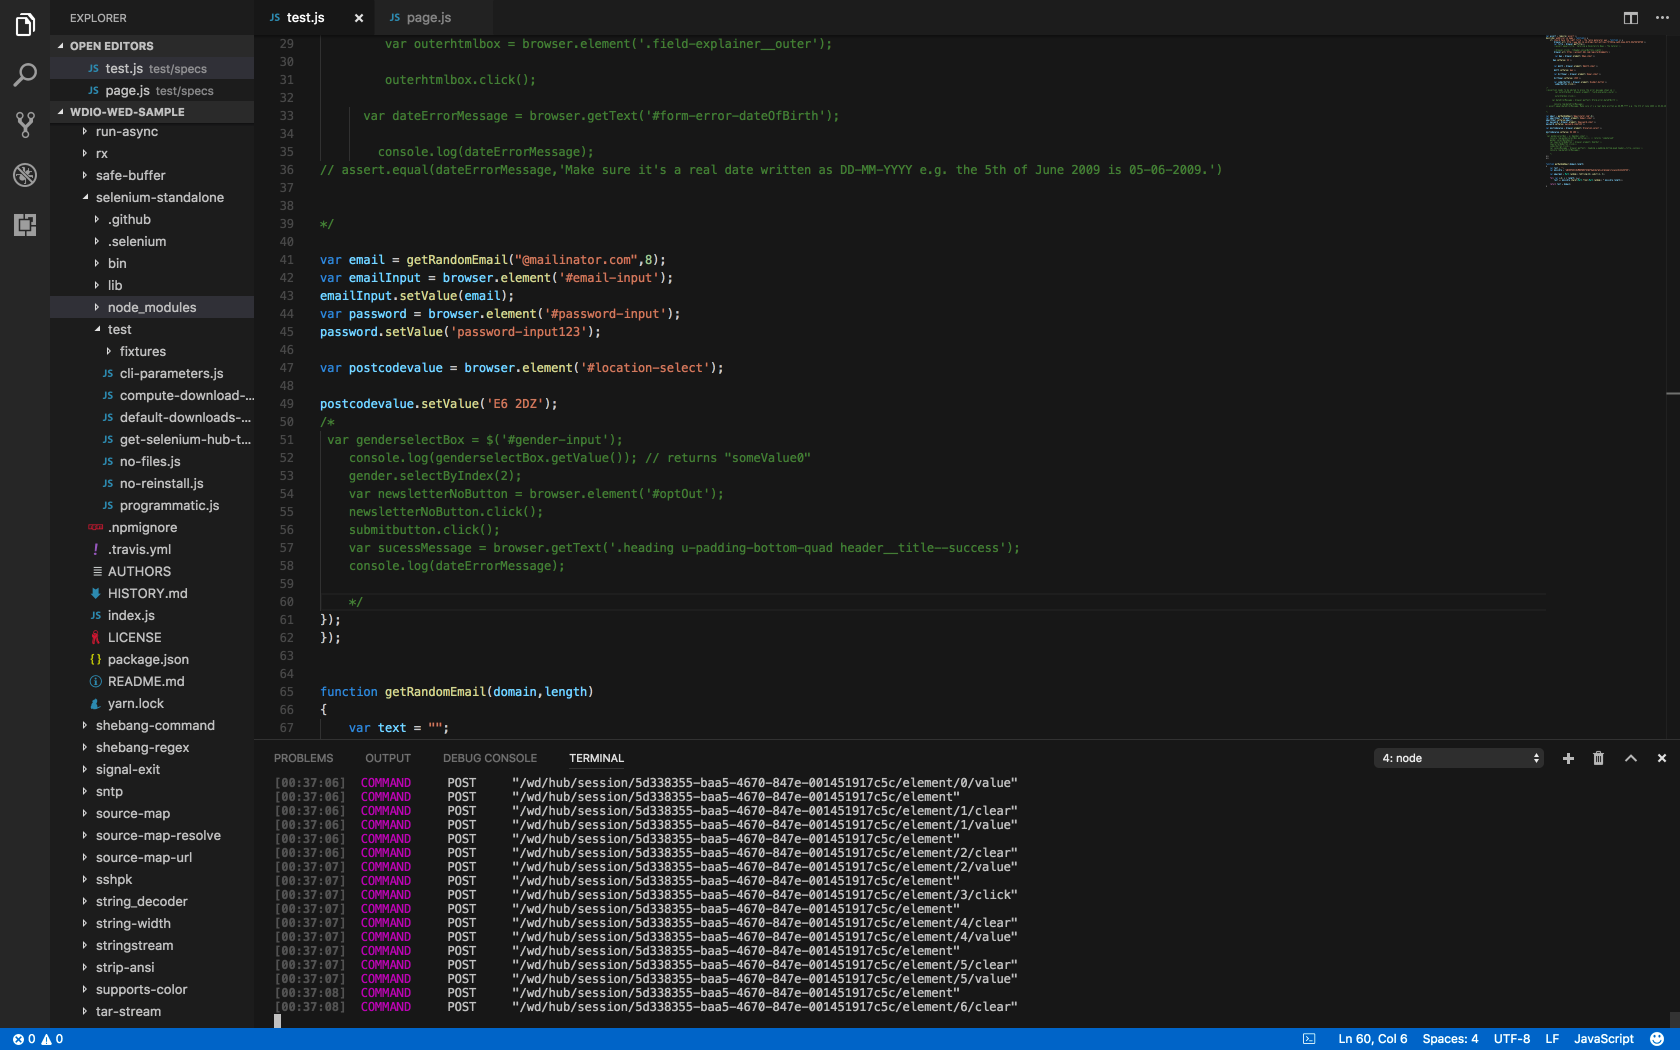 EXPLORER
OPEN EDITORS
JS test.js test/specs
JS page.js test/specs
WDIO-WED-SAMPLE
run-async
rx
safe-buffer
selenium-standalone
.github
.selenium
bin
lib
node_modules
test
fixtures
JS cli-parameters.js
JS compute-download-...
JS default-downloads-...
JS get-selenium-hub-t...
JS no-files.js
JS no-reinstall.js
JS programmatic.js
.npmignore
! .travis.yml
AUTHORS
HISTORY.md
JS index.js
LICENSE
{} package.json
README.md
yarn.lock
shebang-command
shebang-regex
signal-exit
sntp
source-map
source-map-resolve
source-map-url
sshpk
string_decoder
string-width
stringstream
strip-ansi
supports-color
tar-stream
JS test.js × JS page.js
29 var outerhtmlbox = browser.element('.field-explainer__outer');
30
31 outerhtmlbox.click();
32
33 var dateErrorMessage = browser.getText('#form-error-dateOfBirth');
34
35 console.log(dateErrorMessage);
36 // assert.equal(dateErrorMessage,'Make sure it's a real date written as DD-MM-YYYY e.g. the 5th of June 2009 is 05-06-2009.')
37
38
39 */
40
41 var email = getRandomEmail("@mailinator.com",8);
42 var emailInput = browser.element('#email-input');
43 emailInput.setValue(email);
44 var password = browser.element('#password-input');
45 password.setValue('password-input123');
46
47 var postcodevalue = browser.element('#location-select');
48
49 postcodevalue.setValue('E6 2DZ');
50 /*
51 var genderselectBox = $('#gender-input');
52 console.log(genderselectBox.getValue()); // returns "someValue0"
53 gender.selectByIndex(2);
54 var newsletterNoButton = browser.element('#optOut');
55 newsletterNoButton.click();
56 submitbutton.click();
57 var sucessMessage = browser.getText('.heading u-padding-bottom-quad header__title--success');
58 console.log(dateErrorMessage);
59
60 */
61 });
62 });
63
64
65 function getRandomEmail(domain,length)
66 {
67 var text = "";
PROBLEMS OUTPUT DEBUG CONSOLE TERMINAL 4: node
[00:37:06] COMMAND POST "/wd/hub/session/5d338355-baa5-4670-847e-001451917c5c/element/0/value"
[00:37:06] COMMAND POST "/wd/hub/session/5d338355-baa5-4670-847e-001451917c5c/element"
[00:37:06] COMMAND POST "/wd/hub/session/5d338355-baa5-4670-847e-001451917c5c/element/1/clear"
[00:37:06] COMMAND POST "/wd/hub/session/5d338355-baa5-4670-847e-001451917c5c/element/1/value"
[00:37:06] COMMAND POST "/wd/hub/session/5d338355-baa5-4670-847e-001451917c5c/element"
[00:37:06] COMMAND POST "/wd/hub/session/5d338355-baa5-4670-847e-001451917c5c/element/2/clear"
[00:37:07] COMMAND POST "/wd/hub/session/5d338355-baa5-4670-847e-001451917c5c/element/2/value"
[00:37:07] COMMAND POST "/wd/hub/session/5d338355-baa5-4670-847e-001451917c5c/element"
[00:37:07] COMMAND POST "/wd/hub/session/5d338355-baa5-4670-847e-001451917c5c/element/3/click"
[00:37:07] COMMAND POST "/wd/hub/session/5d338355-baa5-4670-847e-001451917c5c/element"
[00:37:07] COMMAND POST "/wd/hub/session/5d338355-baa5-4670-847e-001451917c5c/element/4/clear"
[00:37:07] COMMAND POST "/wd/hub/session/5d338355-baa5-4670-847e-001451917c5c/element/4/value"
[00:37:07] COMMAND POST "/wd/hub/session/5d338355-baa5-4670-847e-001451917c5c/element"
[00:37:07] COMMAND POST "/wd/hub/session/5d338355-baa5-4670-847e-001451917c5c/element/5/clear"
[00:37:07] COMMAND POST "/wd/hub/session/5d338355-baa5-4670-847e-001451917c5c/element/5/value"
[00:37:08] COMMAND POST "/wd/hub/session/5d338355-baa5-4670-847e-001451917c5c/element"
[00:37:08] COMMAND POST "/wd/hub/session/5d338355-baa5-4670-847e-001451917c5c/element/6/clear"
0 0 Ln 60, Col 6 Spaces: 4 UTF-8 LF JavaScript